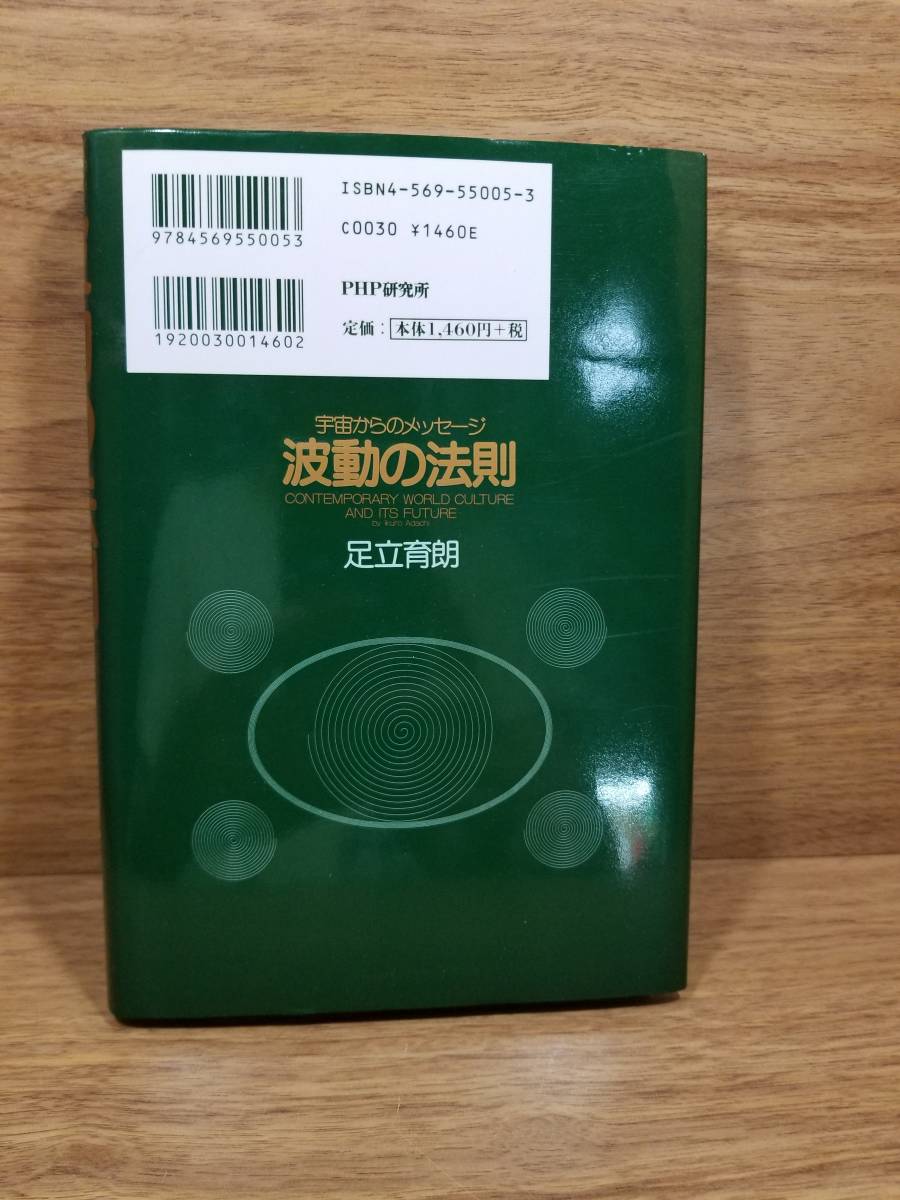 ISBN4-569-55005-3
9784569550053
C0030 ¥1460E
PHP研究所
1920030014602
定価：本体1,460円+税
宇宙からのメッセージ
波動の法則
CONTEMPORARY WORLD CULTURE
AND ITS FUTURE
by Ikuro Adachi
足立育朗